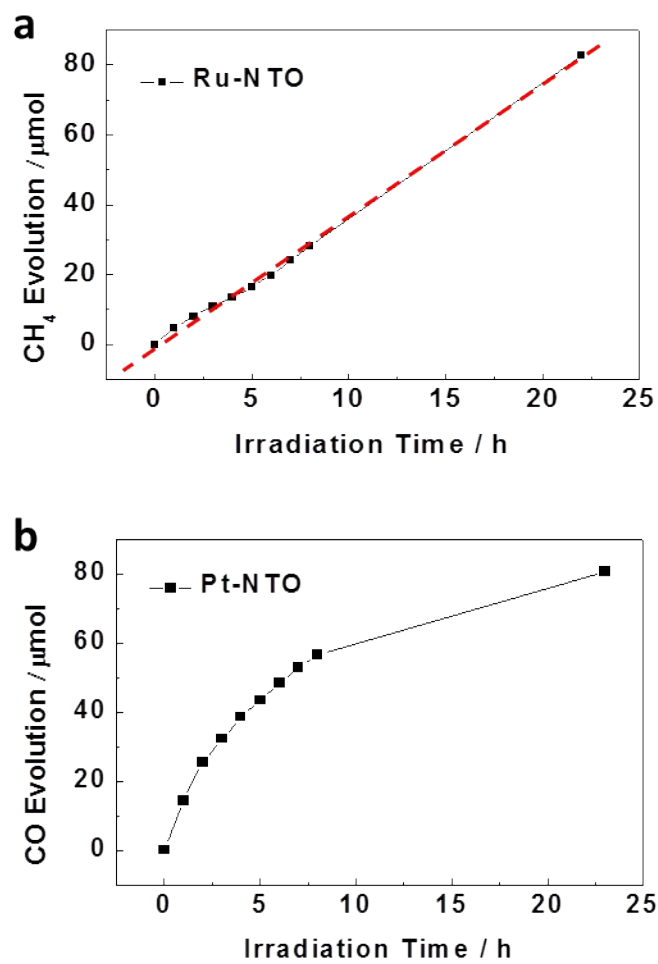 a
Ru-NTO
CH₄ Evolution / μmol
80
60
40
20
0
0 5 10 15 20 25
Irradiation Time / h
b
Pt-NTO
CO Evolution / μmol
80
60
40
20
0
0 5 10 15 20 25
Irradiation Time / h